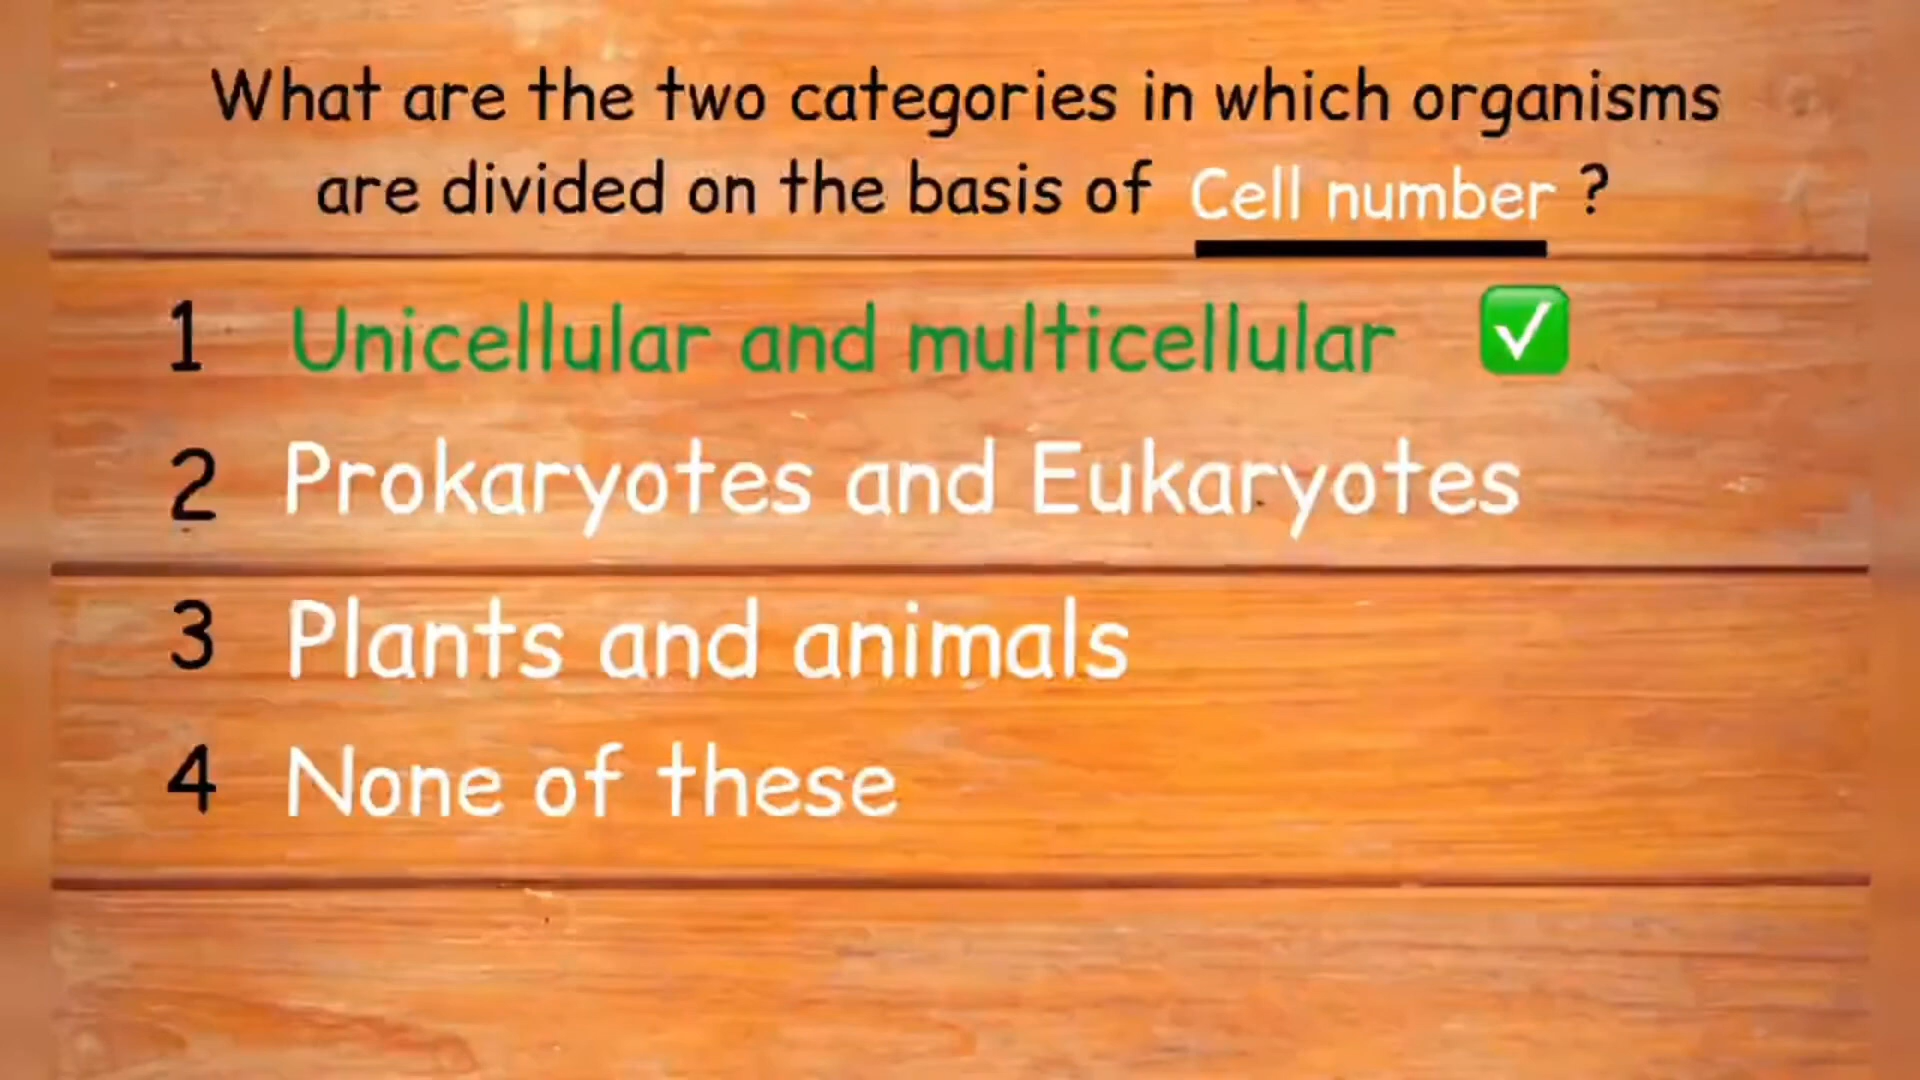 What are the two categories in which organisms
are divided on the basis of Cell number ?
1 Unicellular and multicellular ✅
2 Prokaryotes and Eukaryotes
3 Plants and animals
4 None of these